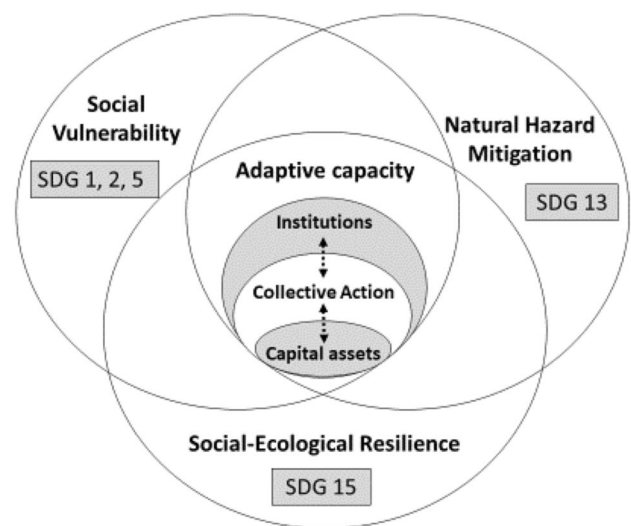 Social
Vulnerability
SDG 1, 2, 5
Natural Hazard
Mitigation
SDG 13
Adaptive capacity
Institutions
Collective Action
Capital assets
Social-Ecological Resilience
SDG 15